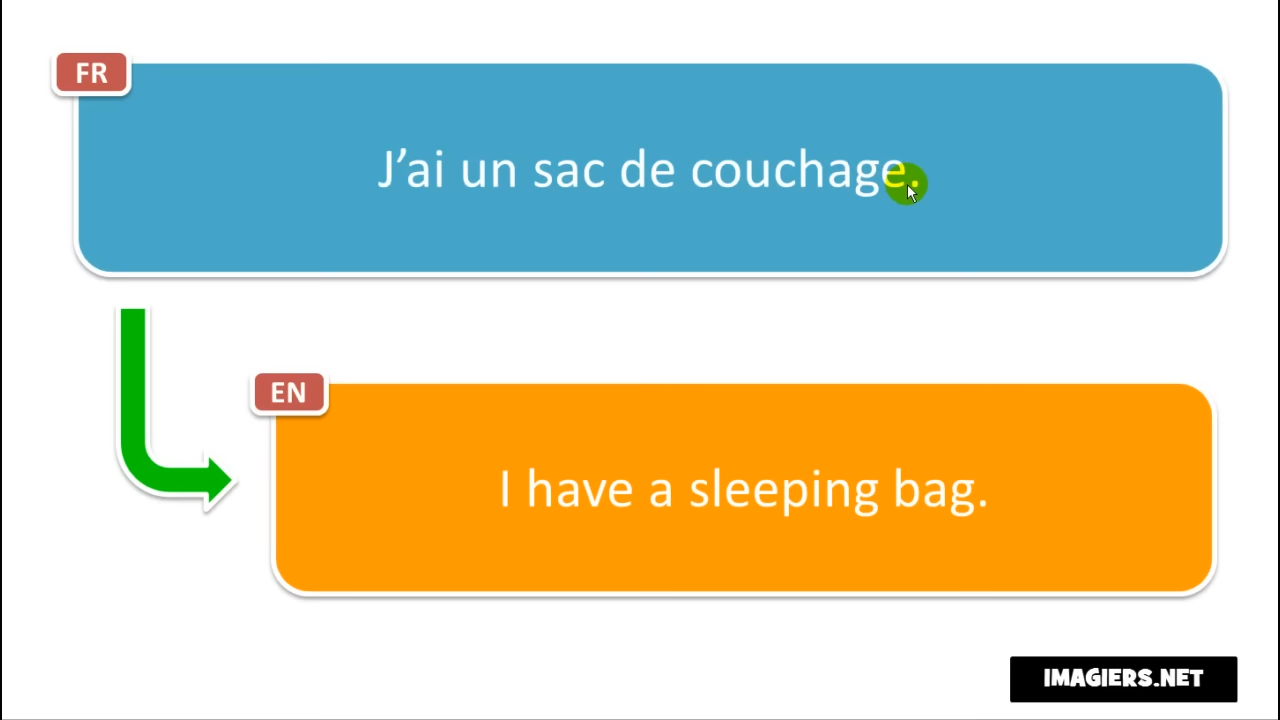 FR
J’ai un sac de couchage.
EN
I have a sleeping bag.
IMAGIERS.NET